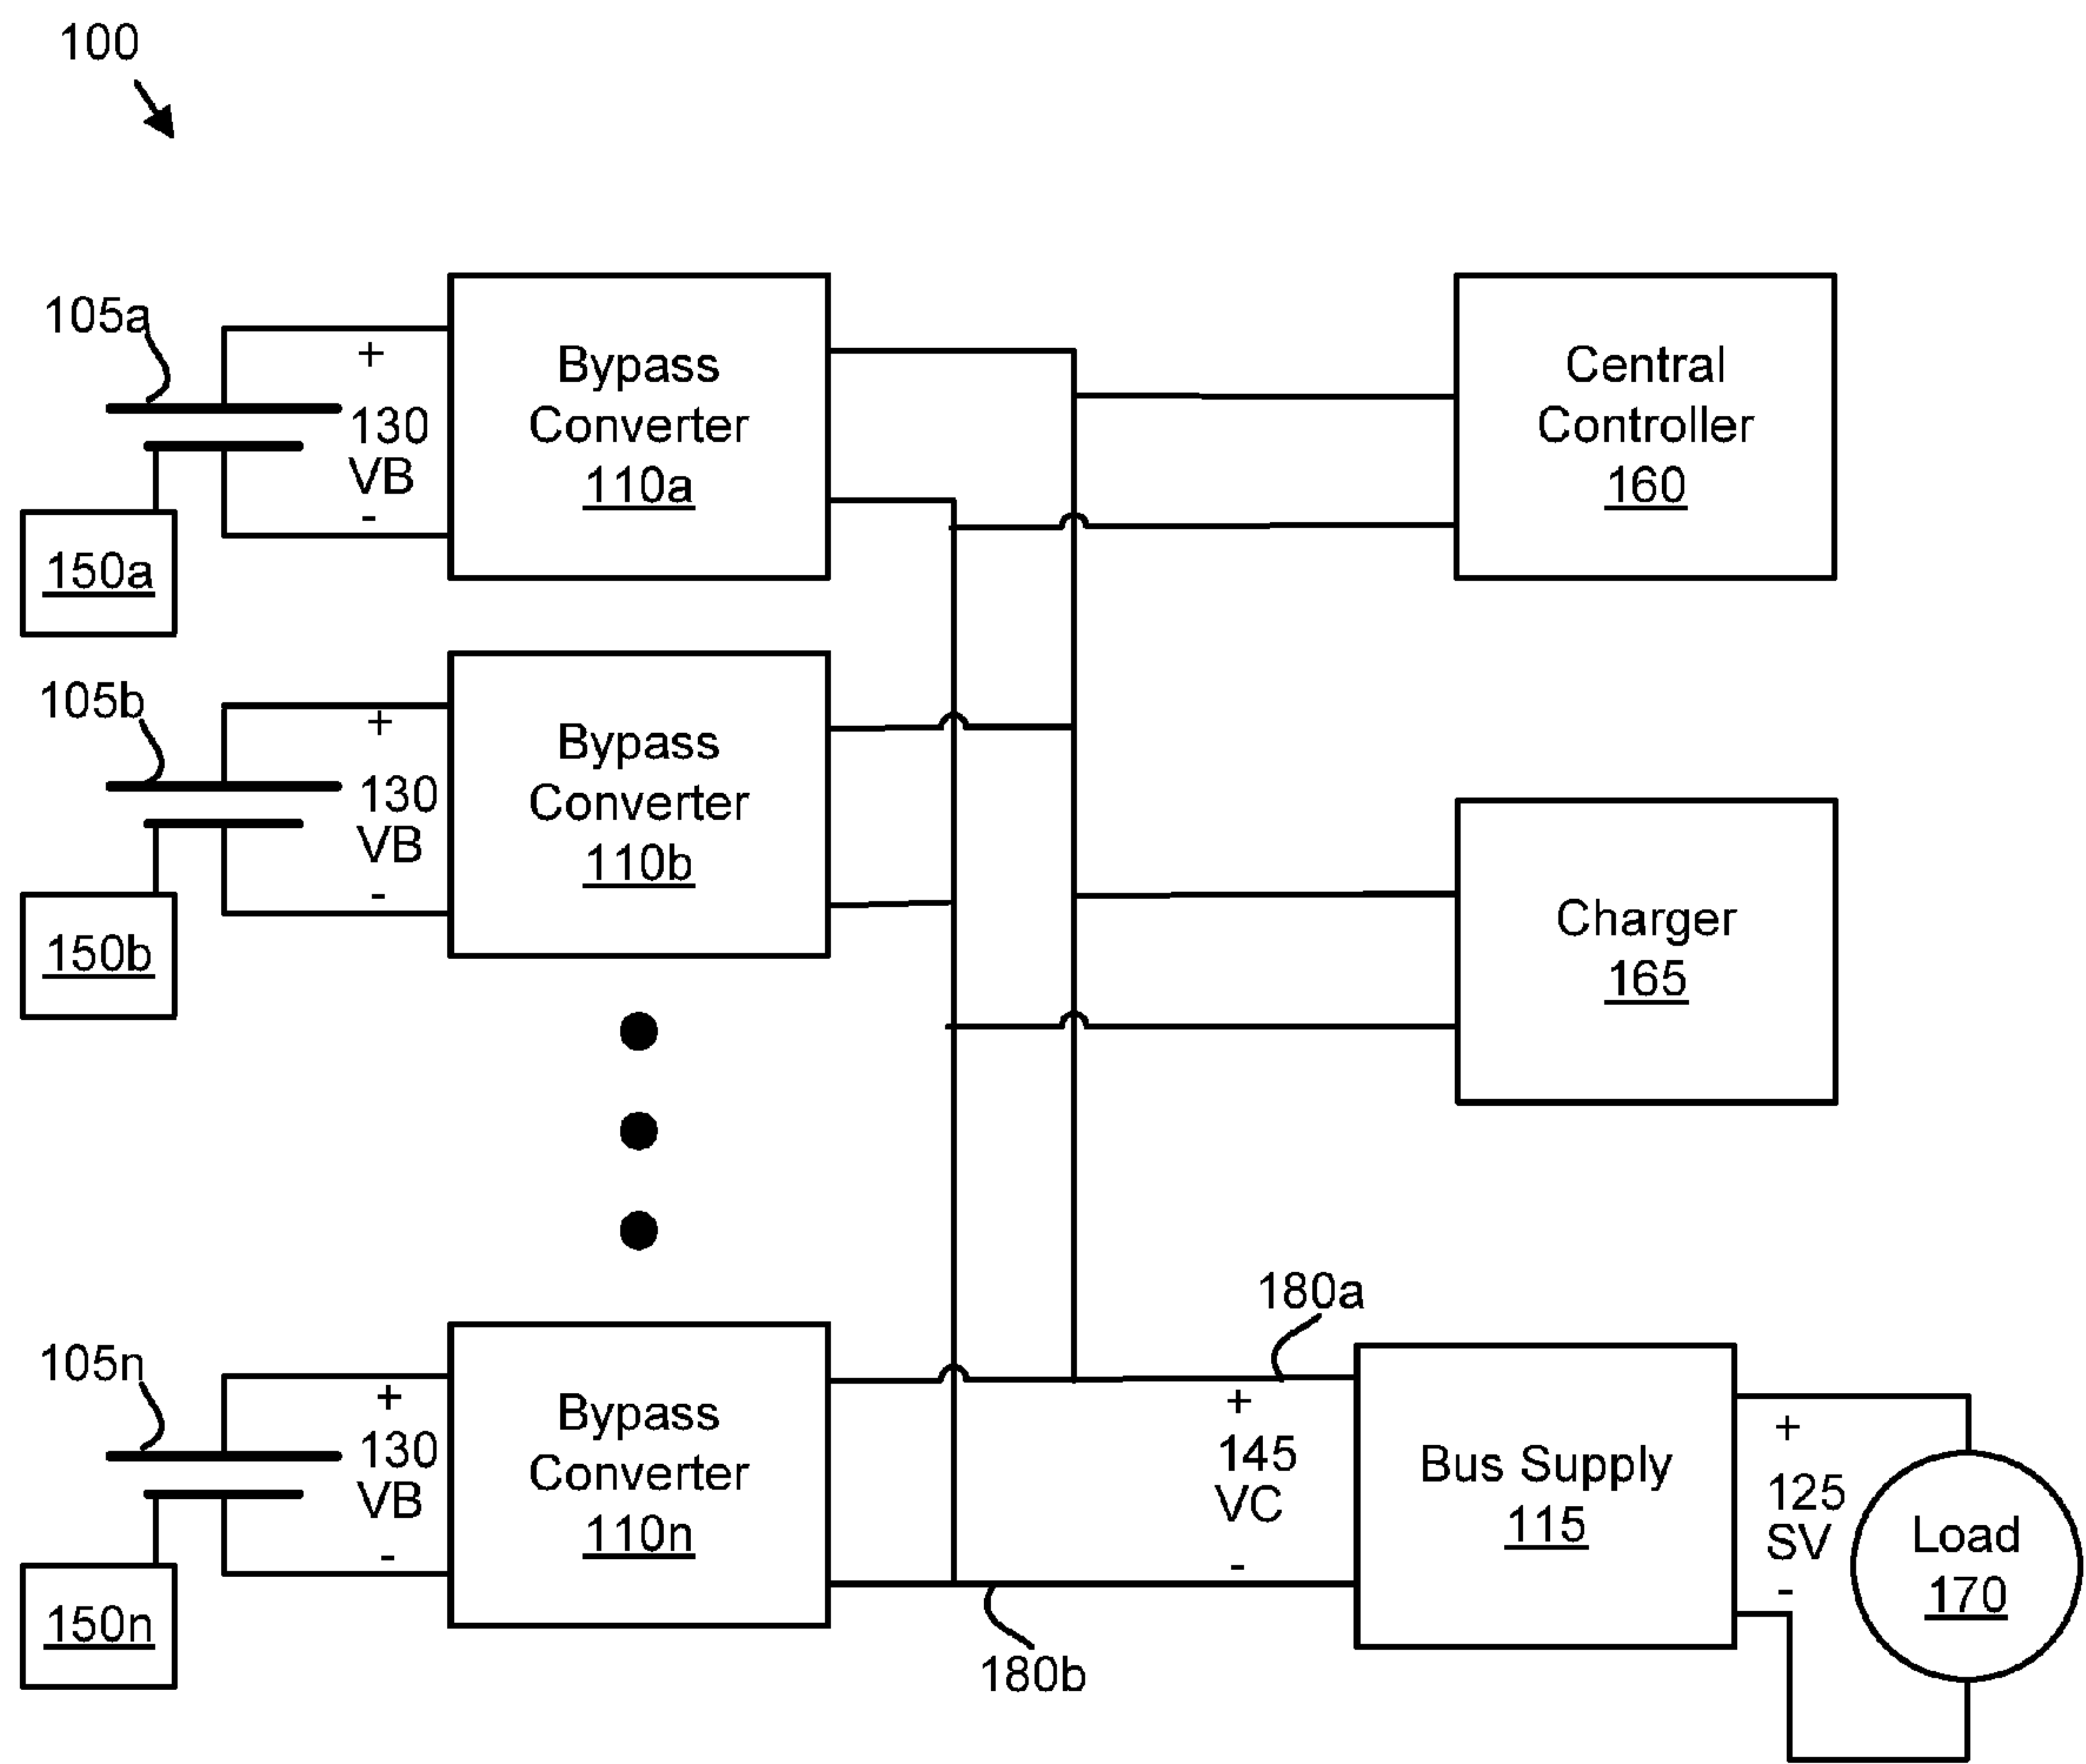 100
105a
+
130
VB
-
150a
Bypass
Converter
110a
Central
Controller
160
105b
+
130
VB
-
150b
Bypass
Converter
110b
Charger
165
105n
+
130
VB
-
150n
Bypass
Converter
110n
180a
+
145
VC
-
180b
Bus Supply
115
+
125
SV
-
Load
170